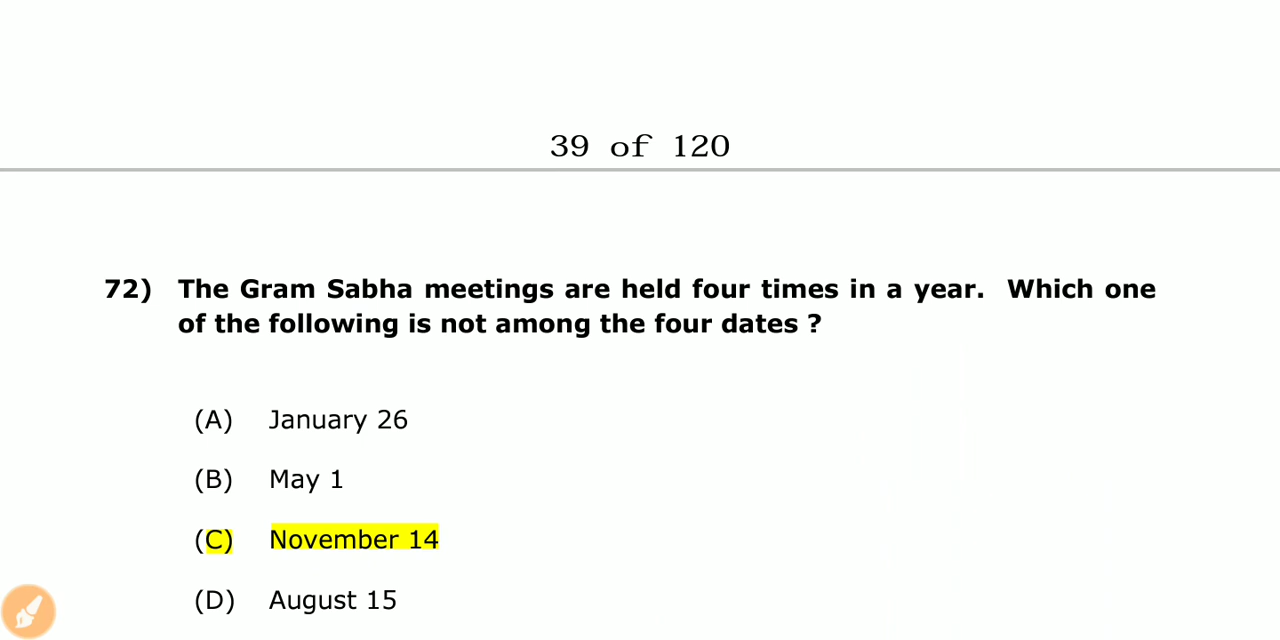 39 of 120
72) The Gram Sabha meetings are held four times in a year. Which one
of the following is not among the four dates ?
(A) January 26
(B) May 1
(C) November 14
(D) August 15